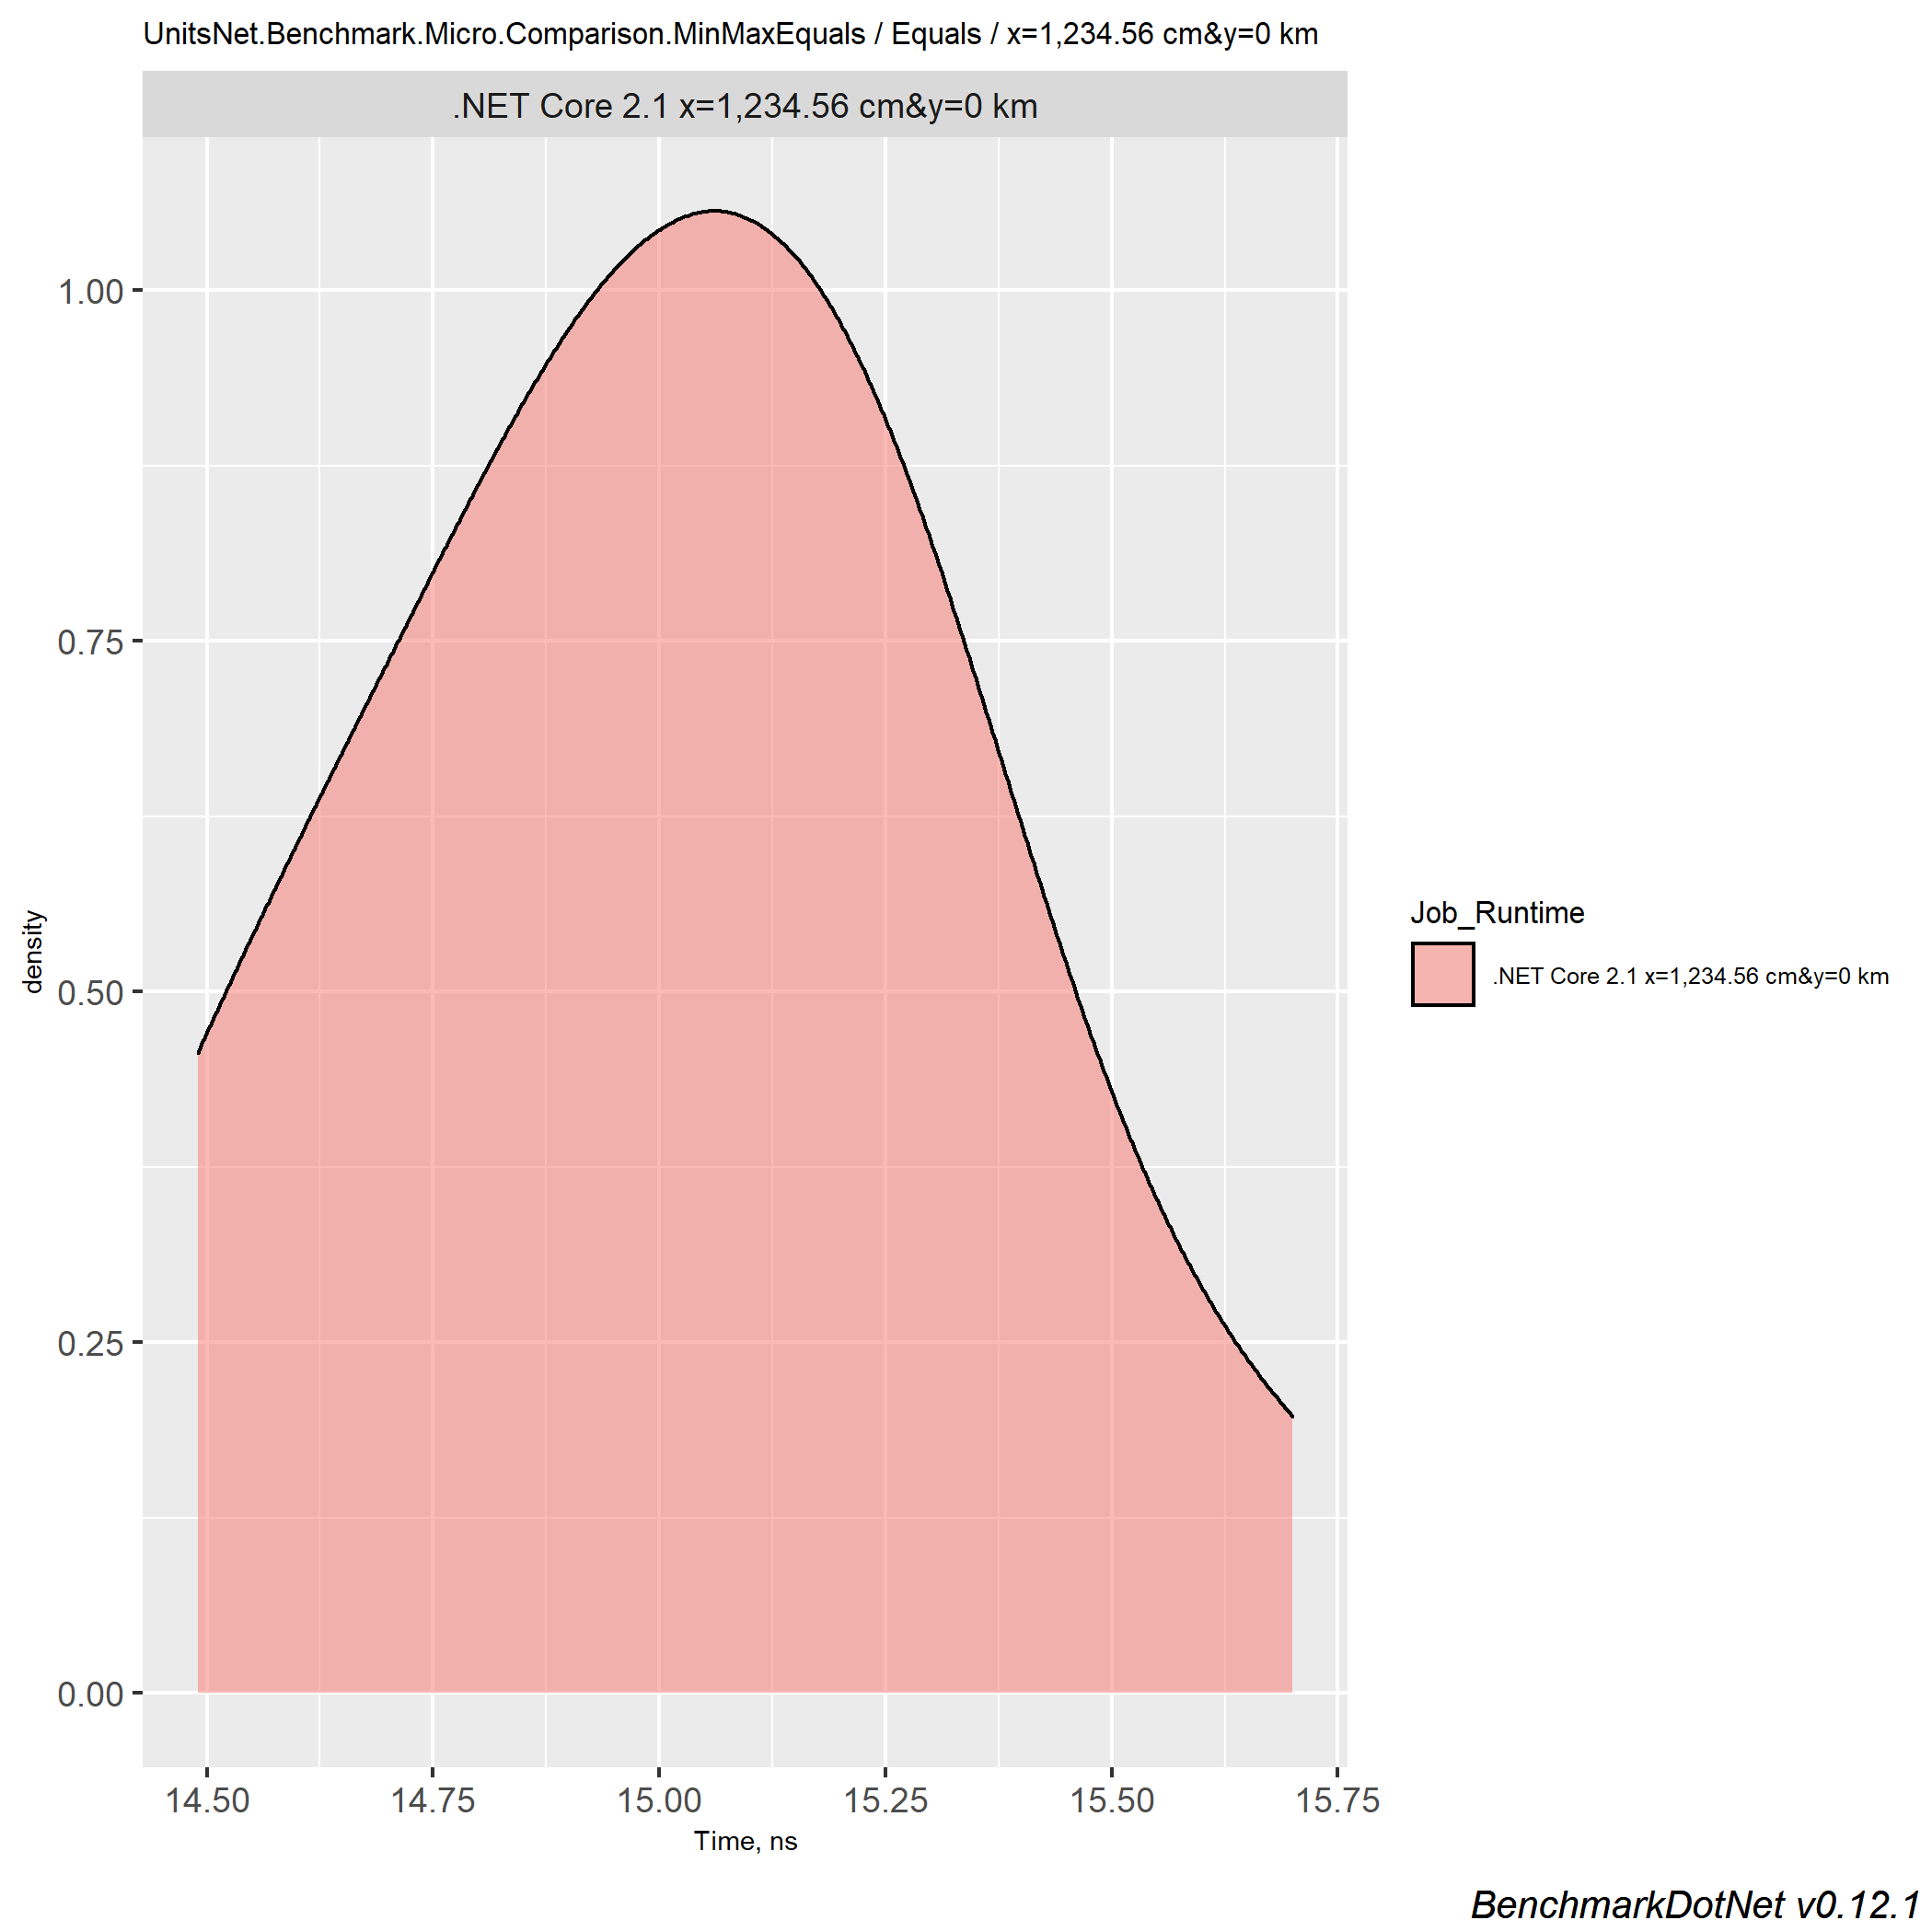 UnitsNet.Benchmark.Micro.Comparison.MinMaxEquals / Equals / x=1,234.56 cm&y=0 km
.NET Core 2.1 x=1,234.56 cm&y=0 km
1.00
0.75
0.50
0.25
0.00
density
14.50
14.75
15.00
15.25
15.50
15.75
Time, ns
Job_Runtime
.NET Core 2.1 x=1,234.56 cm&y=0 km
BenchmarkDotNet v0.12.1